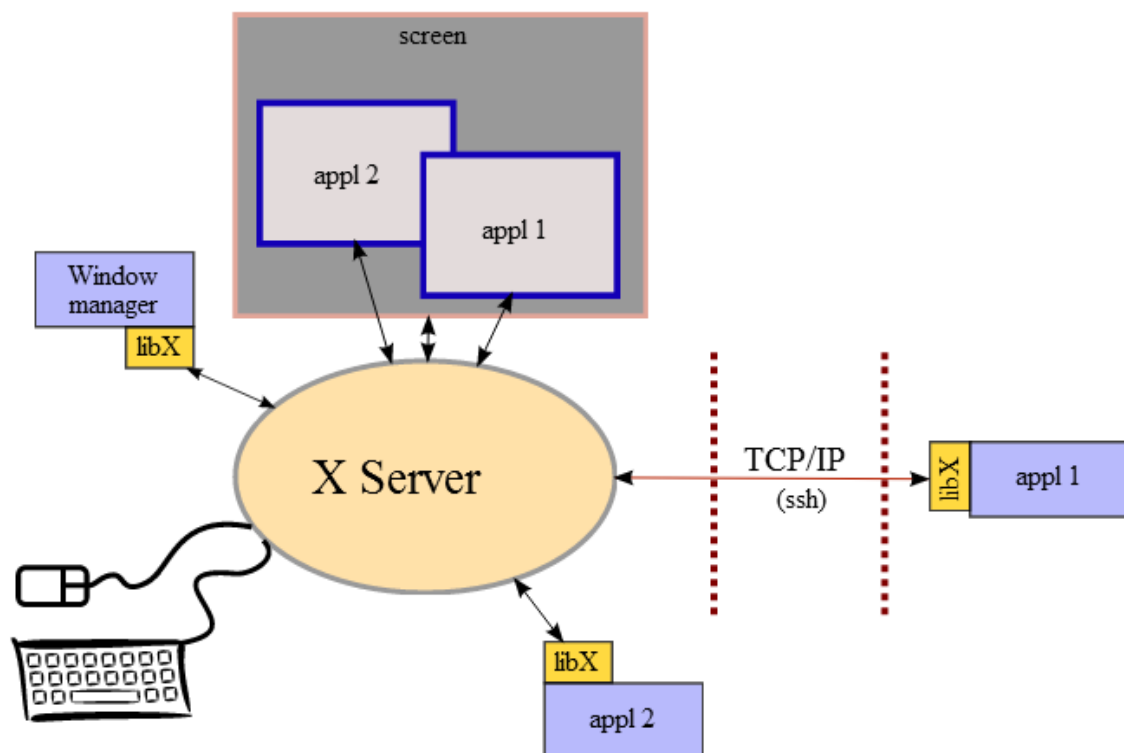 screen
appl 2
appl 1
Window
manager
libX
X Server
TCP/IP
(ssh)
libX
appl 1
libX
appl 2